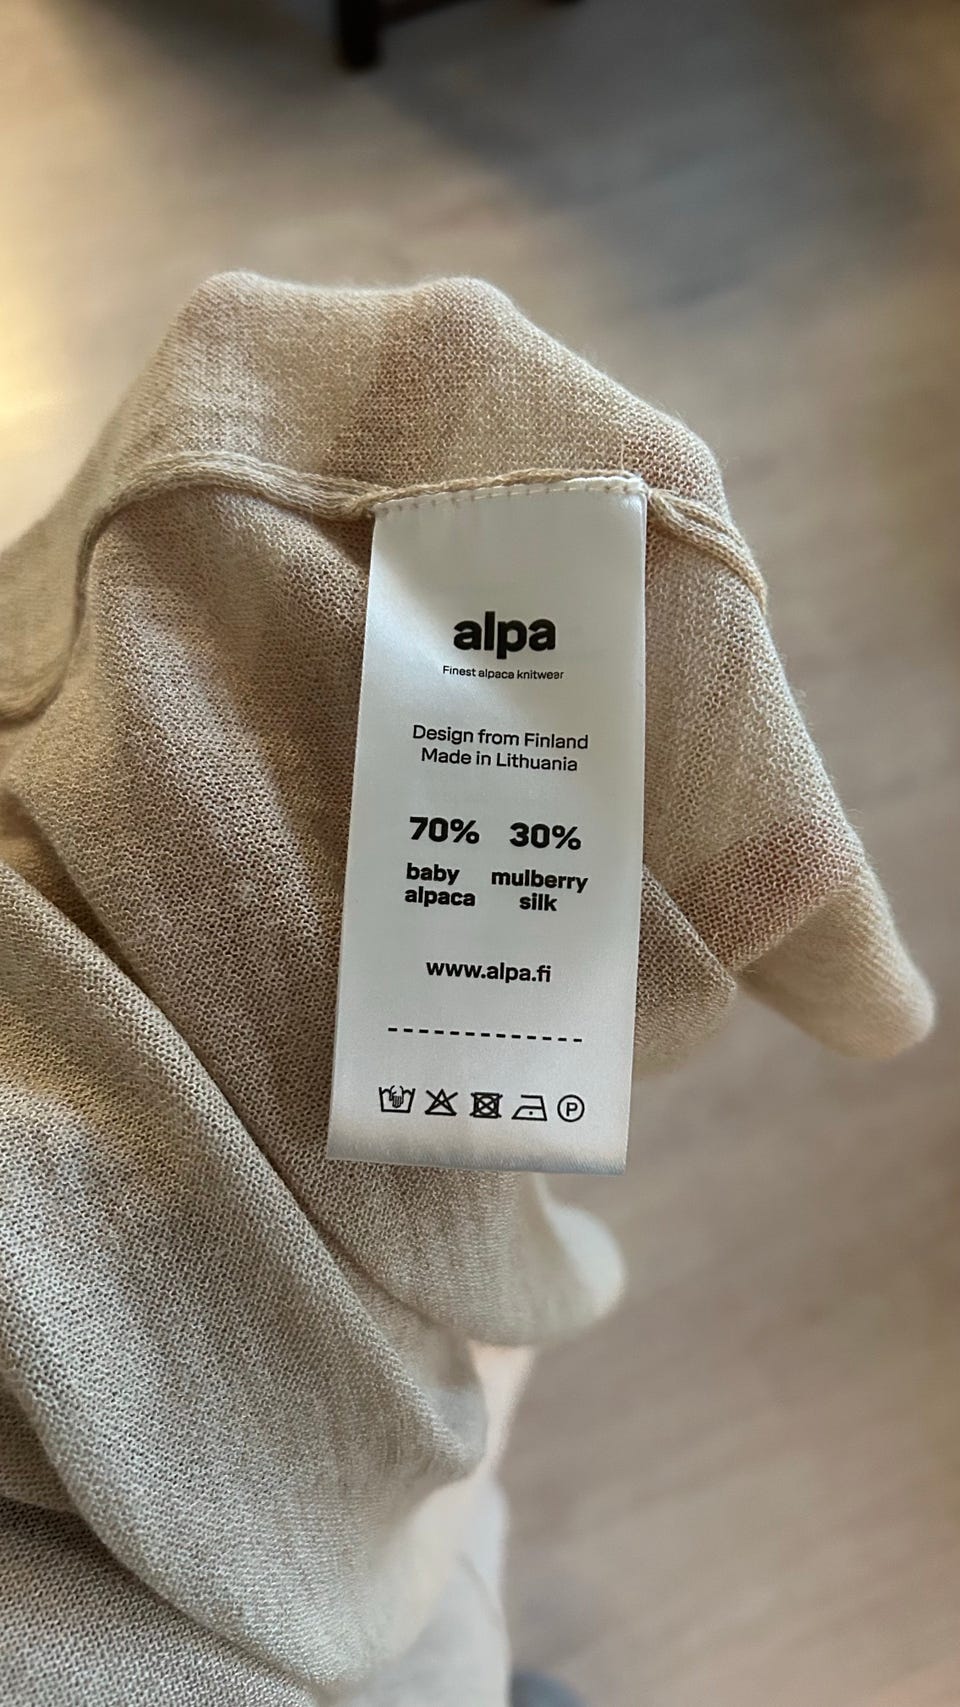 alpa
Finest alpaca knitwear
Design from Finland
Made in Lithuania
70% 30%
baby alpaca
mulberry silk
www.alpa.fi
P